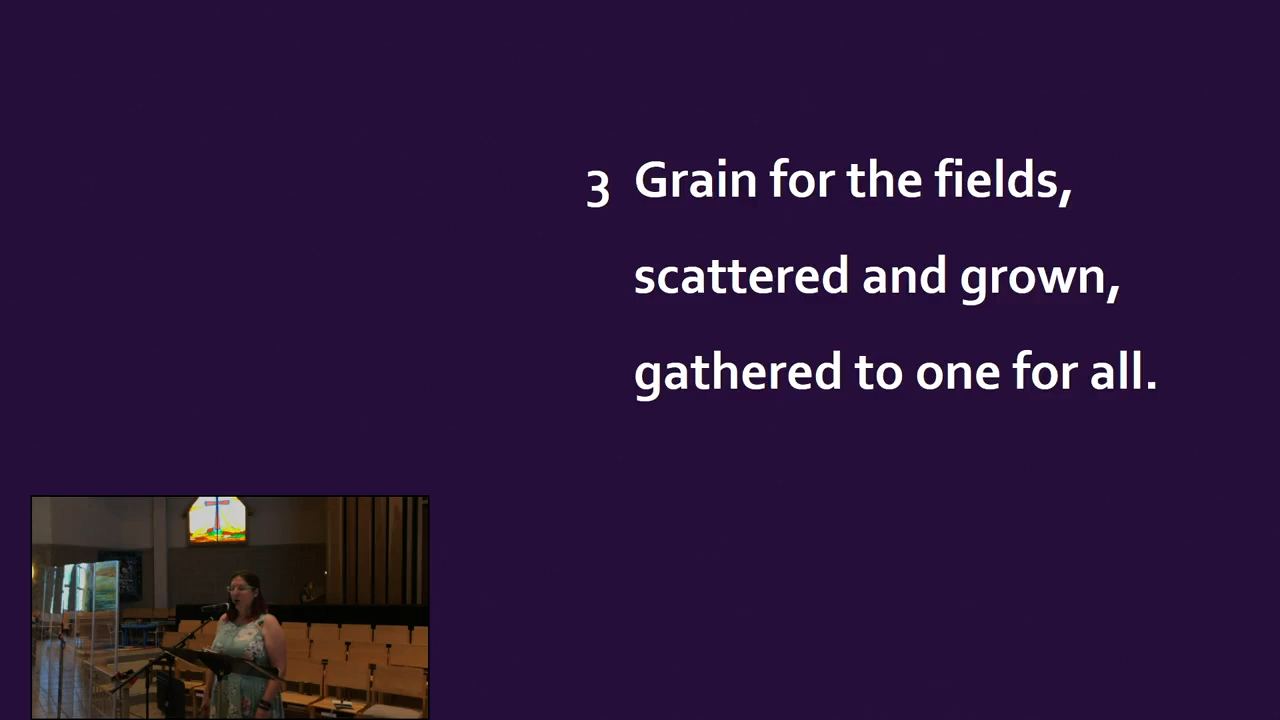 3 Grain for the fields,
scattered and grown,
gathered to one for all.